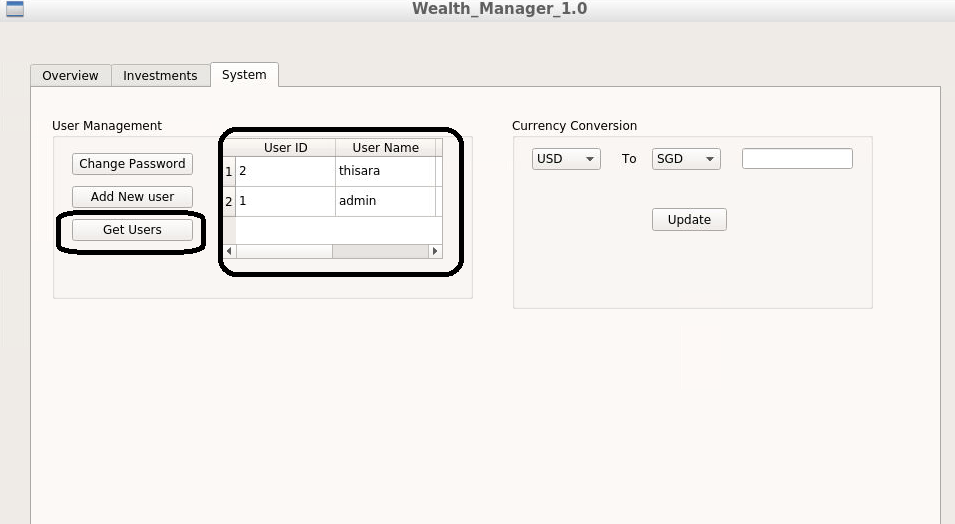 Wealth_Manager_1.0
Overview Investments System
User Management
Change Password
Add New user
Get Users
User ID User Name
1 2 thisara
2 1 admin
Currency Conversion
USD To SGD
Update